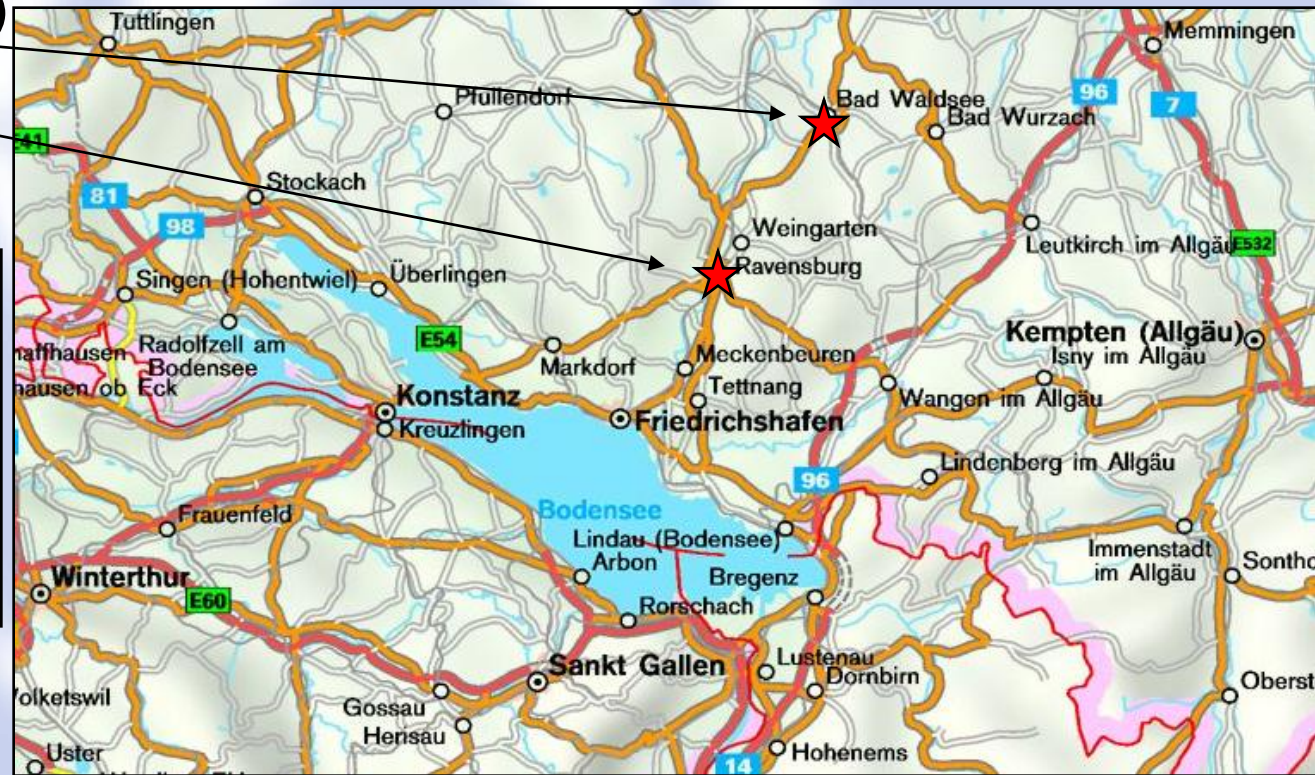 Tuttlingen
Memmingen
96
7
Pfullendorf
Bad Waldsee
Bad Wurzach
E41
81
Stockach
98
Weingarten
Leutkirch im Allgäu
E532
Ravensburg
Singen (Hohentwiel)
Überlingen
E54
Kempten (Allgäu)
Isny im Allgäu
haffhausen
Radolfzell am
Bodensee
Markdorf
Meckenbeuren
hausen ob Eck
Tettnang
Wangen im Allgäu
Konstanz
Kreuzlingen
Friedrichshafen
96
Lindenberg im Allgäu
Frauenfeld
Bodensee
Lindau (Bodensee)
Immenstadt
im Allgäu
Arbon
Bregenz
Sontho
Winterthur
E60
Rorschach
Sankt Gallen
Lustenau
Dornbirn
Oberst
olketswil
Gossau
Herisau
Hohenems
Uster
14